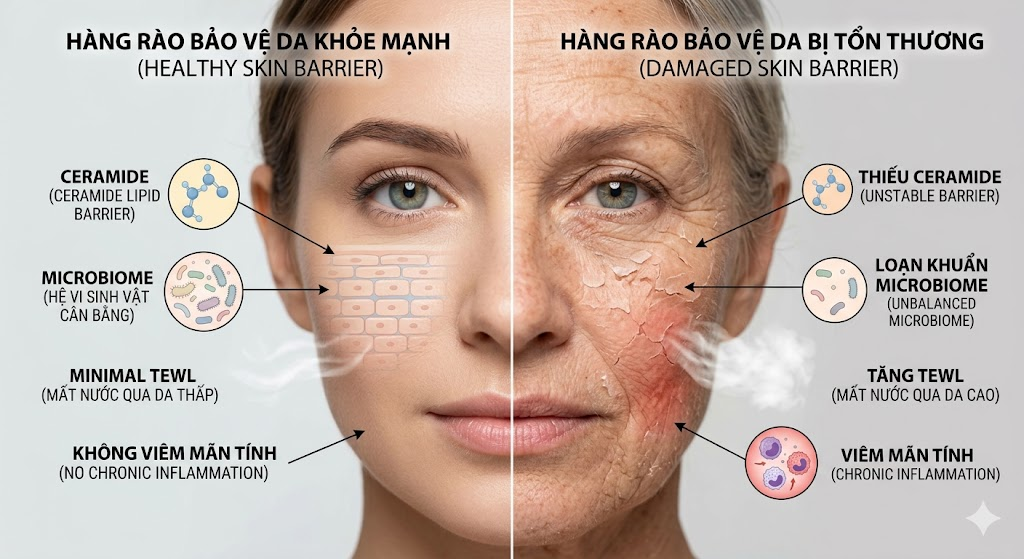 HÀNG RÀO BẢO VỆ DA KHỎE MẠNH
(HEALTHY SKIN BARRIER)
CERAMIDE
(CERAMIDE LIPID
BARRIER)
MICROBIOME
(HỆ VI SINH VẬT
CÂN BẰNG)
MINIMAL TEWL
(MẤT NƯỚC QUA DA THẤP)
KHÔNG VIÊM MÃN TÍNH
(NO CHRONIC INFLAMMATION)
HÀNG RÀO BẢO VỆ DA BỊ TỔN THƯƠNG
(DAMAGED SKIN BARRIER)
THIẾU CERAMIDE
(UNSTABLE BARRIER)
LOẠN KHUẨN
MICROBIOME
(UNBALANCED
MICROBIOME)
TĂNG TEWL
(MẤT NƯỚC QUA DA CAO)
VIÊM MÃN TÍNH
(CHRONIC INFLAMMATION)